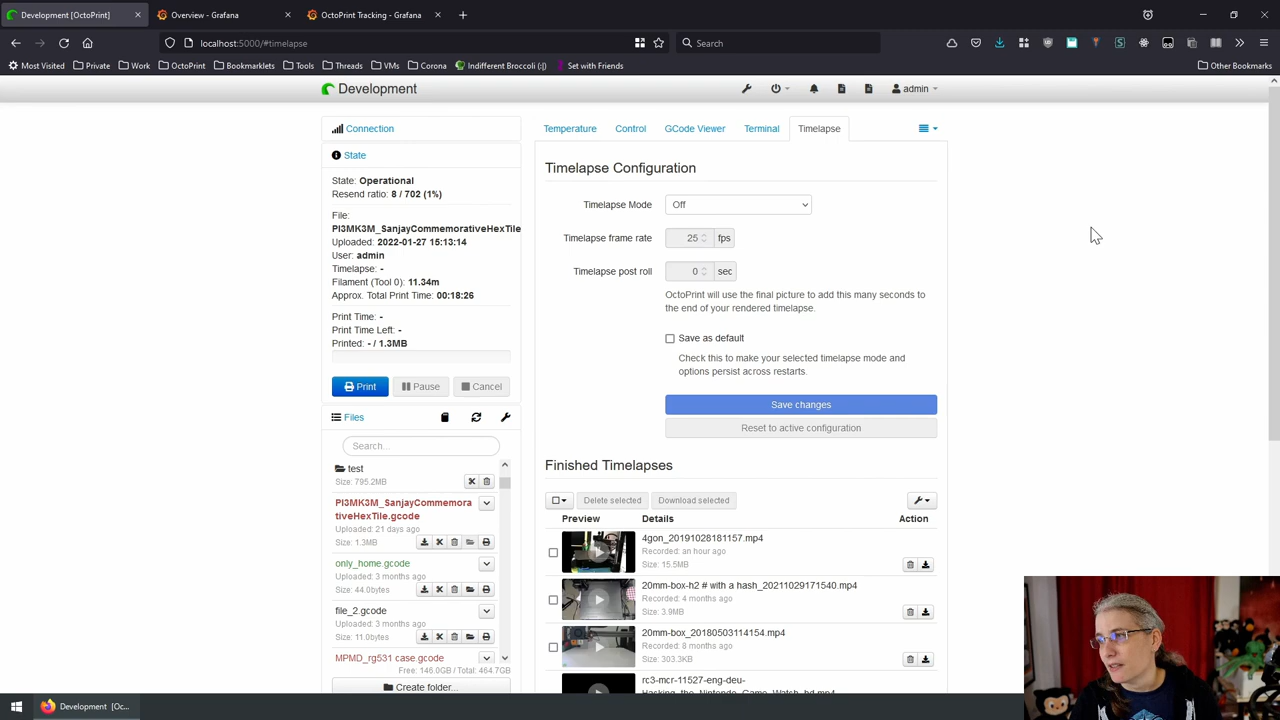 Development [OctoPrint]
Overview - Grafana
OctoPrint Tracking - Grafana
localhost:5000/#timelapse
Search
Most Visited
Private
Work
OctoPrint
Bookmarklets
Tools
Threads
VMs
Corona
Indifferent Broccoli (:|)
Set with Friends
Other Bookmarks
Development
admin
Connection
State
State: Operational
Resend ratio: 8 / 702 (1%)
File:
PI3MK3M_SanjayCommemorativeHexTile
Uploaded: 2022-01-27 15:13:14
User: admin
Timelapse: -
Filament (Tool 0): 11.34m
Approx. Total Print Time: 00:18:26
Print Time: -
Print Time Left: -
Printed: - / 1.3MB
Print
Pause
Cancel
Files
Search...
test
Size: 795.2MB
PI3MK3M_SanjayCommemora
tiveHexTile.gcode
Uploaded: 21 days ago
Size: 1.3MB
only_home.gcode
Uploaded: 3 months ago
Size: 44.0bytes
file_2.gcode
Uploaded: 3 months ago
Size: 11.0bytes
MPMD_rg531 case.gcode
Free: 146.0GB / Total: 464.7GB
Create folder...
Temperature
Control
GCode Viewer
Terminal
Timelapse
Timelapse Configuration
Timelapse Mode
Off
Timelapse frame rate
25
fps
Timelapse post roll
0
sec
OctoPrint will use the final picture to add this many seconds to
the end of your rendered timelapse.
Save as default
Check this to make your selected timelapse mode and
options persist across restarts.
Save changes
Reset to active configuration
Finished Timelapses
Delete selected
Download selected
Preview
Details
Action
4gon_20191028181157.mp4
Recorded: an hour ago
Size: 15.5MB
20mm-box-h2 # with a hash_20211029171540.mp4
Recorded: 4 months ago
Size: 3.9MB
20mm-box_20180503114154.mp4
Recorded: 8 months ago
Size: 303.3KB
rc3-mcr-11527-eng-deu-
Hacking_the_Nintendo_Game_Watch_hd.mp4
Development [Oc...